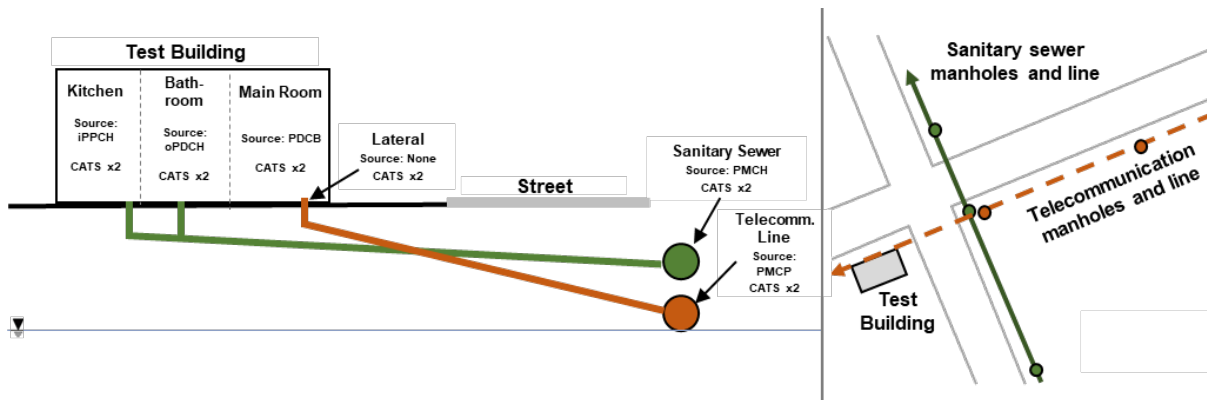 Test Building
Kitchen
Source:
iPPCH
CATS x2
Bath-
room
Source:
oPDCH
CATS x2
Main Room
Source: PDCB
CATS x2
Lateral
Source: None
CATS x2
Street
Sanitary Sewer
Source: PMCH
CATS x2
Telecomm.
Line
Source:
PMCP
CATS x2
Sanitary sewer
manholes and line
Telecommunication
manholes and line
Test
Building